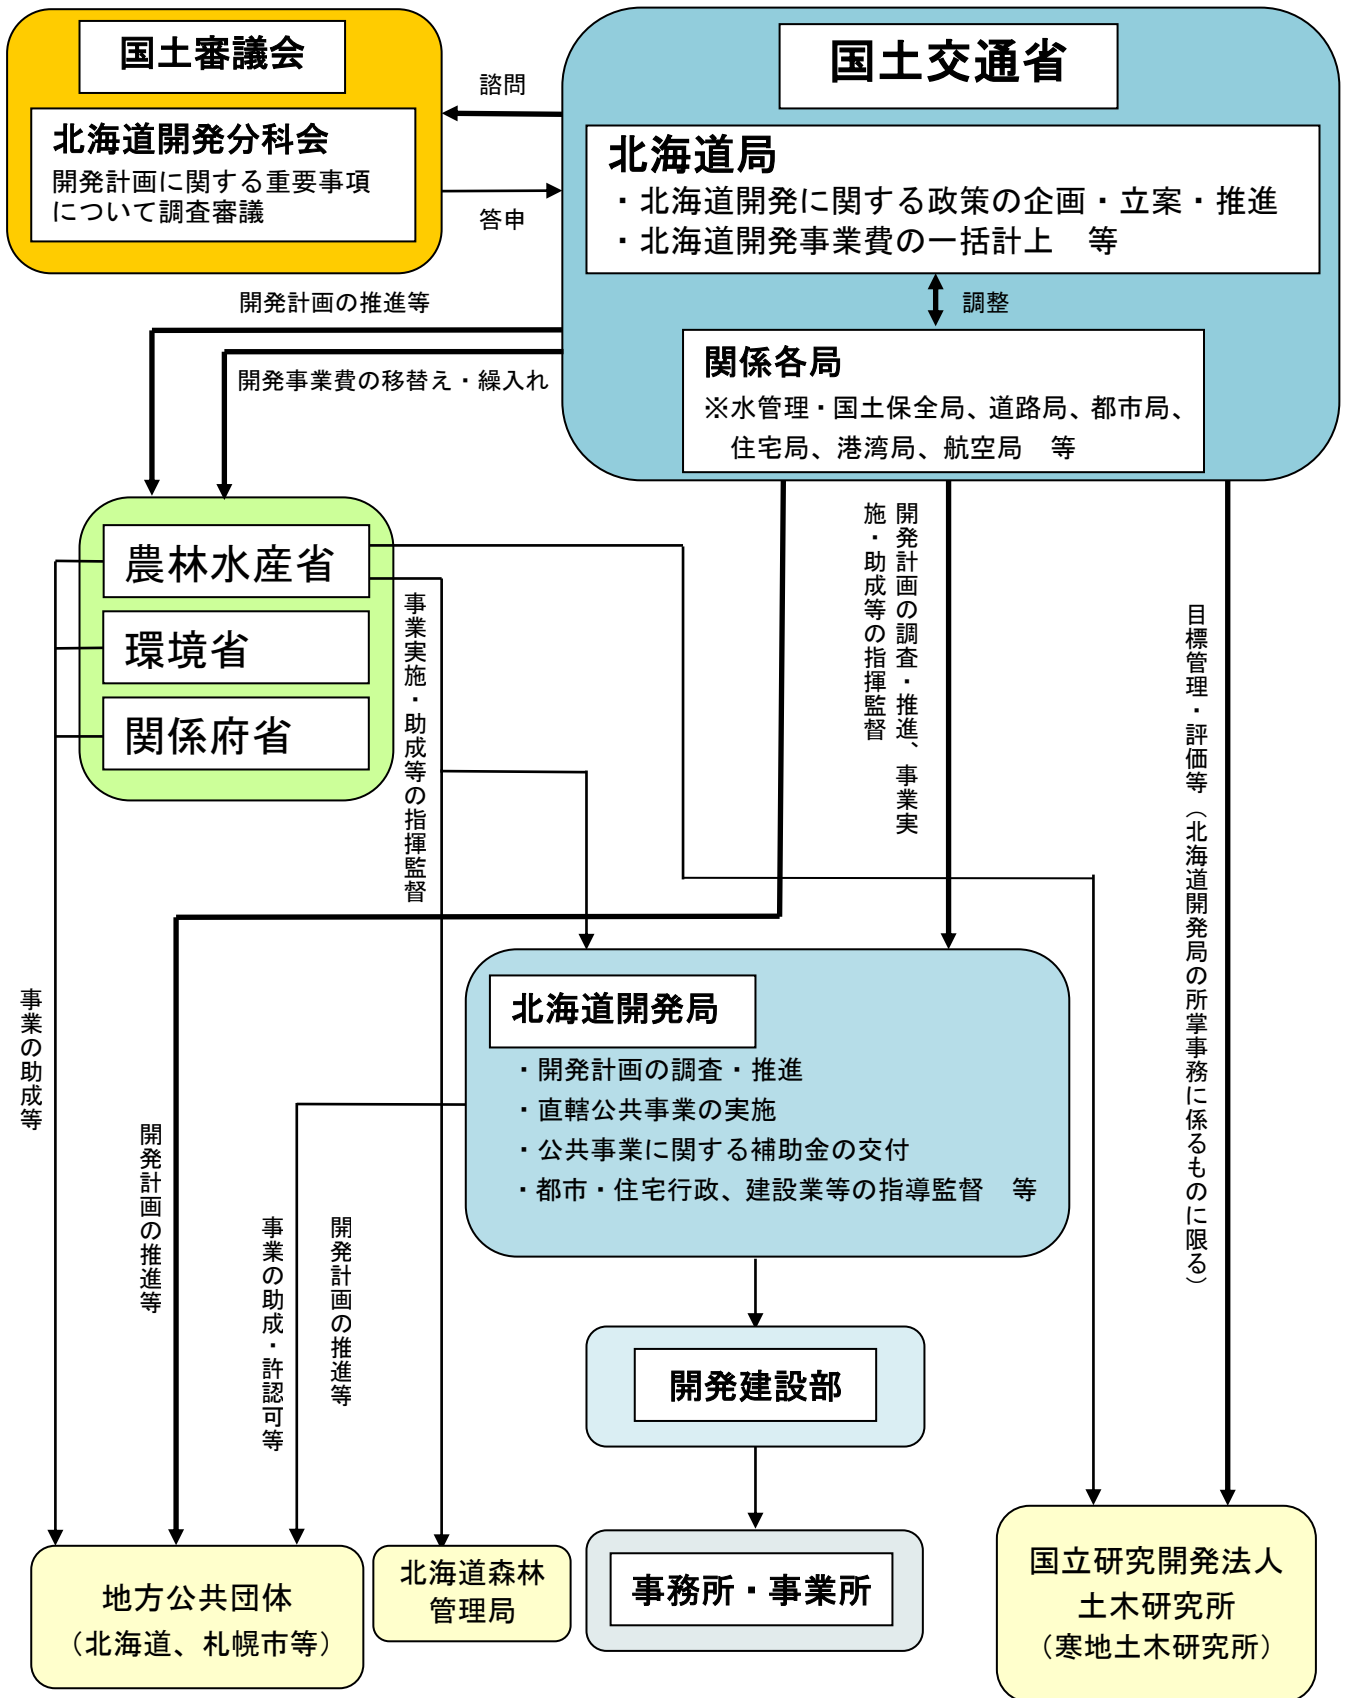 国土審議会
北海道開発分科会
開発計画に関する重要事項
について調査審議
諮問
答申
国土交通省
北海道局
・北海道開発に関する政策の企画・立案・推進
・北海道開発事業費の一括計上　等
調整
関係各局
※水管理・国土保全局、道路局、都市局、
住宅局、港湾局、航空局　等
開発計画の推進等
開発事業費の移替え・繰入れ
農林水産省
環境省
関係府省
事業実施・助成等の指揮監督
開発計画の調査・推進、事業実
施・助成等の指揮監督
目標管理・評価等（北海道開発局の所掌事務に係るものに限る）
北海道開発局
・開発計画の調査・推進
・直轄公共事業の実施
・公共事業に関する補助金の交付
・都市・住宅行政、建設業等の指導監督　等
事業の助成等
開発計画の推進等
開発計画の推進等
事業の助成・許認可等
開発建設部
事務所・事業所
地方公共団体
（北海道、札幌市等）
北海道森林
管理局
国立研究開発法人
土木研究所
（寒地土木研究所）